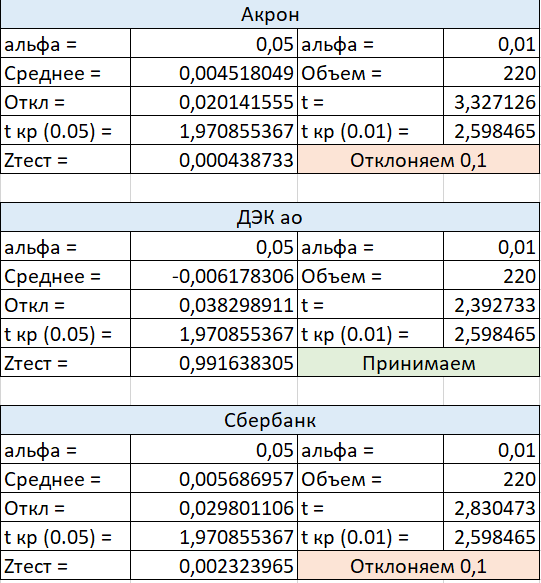 Акрон
альфа = 0,05 альфа = 0,01
Среднее = 0,004518049 Объем = 220
Откл = 0,020141555 t = 3,327126
t кр (0.05) = 1,970855367 t кр (0.01) = 2,598465
Zтест = 0,000438733 Отклоняем 0,1
ДЭК ао
альфа = 0,05 альфа = 0,01
Среднее = -0,006178306 Объем = 220
Откл = 0,038298911 t = 2,392733
t кр (0.05) = 1,970855367 t кр (0.01) = 2,598465
Zтест = 0,991638305 Принимаем
Сбербанк
альфа = 0,05 альфа = 0,01
Среднее = 0,005686957 Объем = 220
Откл = 0,029801106 t = 2,830473
t кр (0.05) = 1,970855367 t кр (0.01) = 2,598465
Zтест = 0,002323965 Отклоняем 0,1